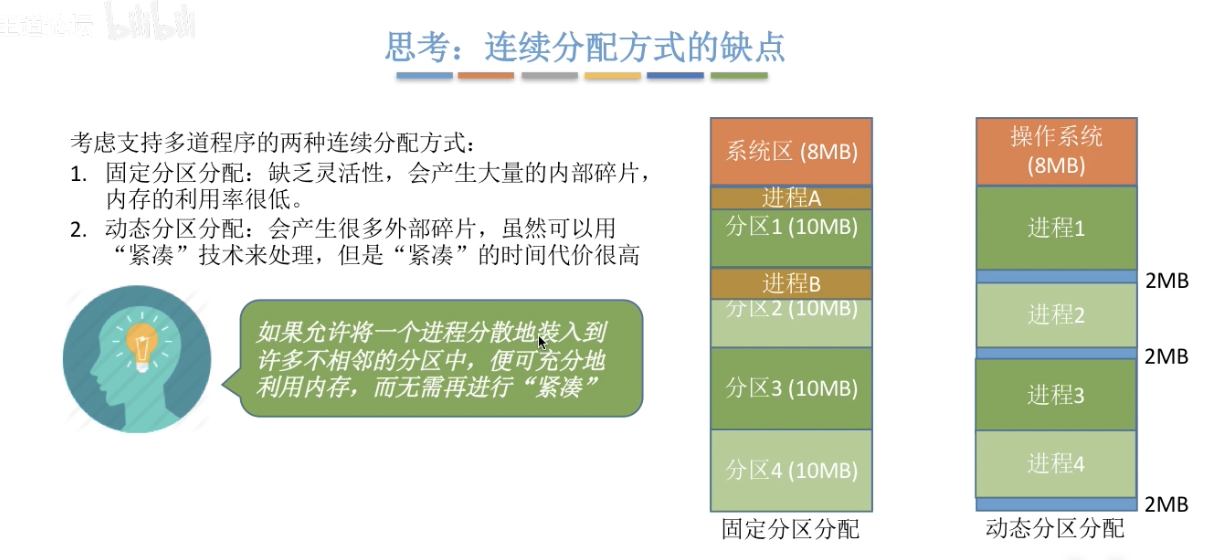 王道论坛 bilibili
思考：连续分配方式的缺点
考虑支持多道程序的两种连续分配方式：
1. 固定分区分配：缺乏灵活性，会产生大量的内部碎片，
内存的利用率很低。
2. 动态分区分配：会产生很多外部碎片，虽然可以用
“紧凑”技术来处理，但是“紧凑”的时间代价很高
如果允许将一个进程分散地装入到
许多不相邻的分区中，便可充分地
利用内存，而无需再进行“紧凑”
系统区 (8MB)
进程A
分区1 (10MB)
进程B
分区2 (10MB)
分区3 (10MB)
分区4 (10MB)
固定分区分配
操作系统
(8MB)
进程1
2MB
进程2
2MB
进程3
进程4
2MB
动态分区分配